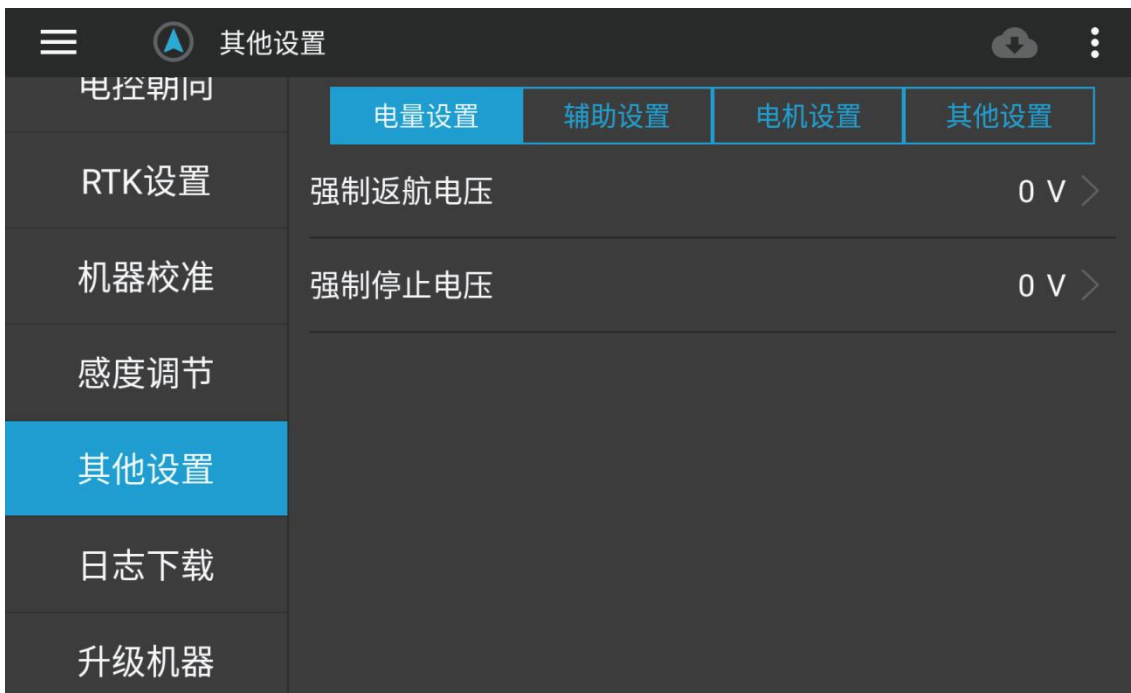 其他设置
电控朝向
电量设置 辅助设置 电机设置 其他设置
RTK设置
强制返航电压 0 V
机器校准
强制停止电压 0 V
感度调节
其他设置
日志下载
升级机器